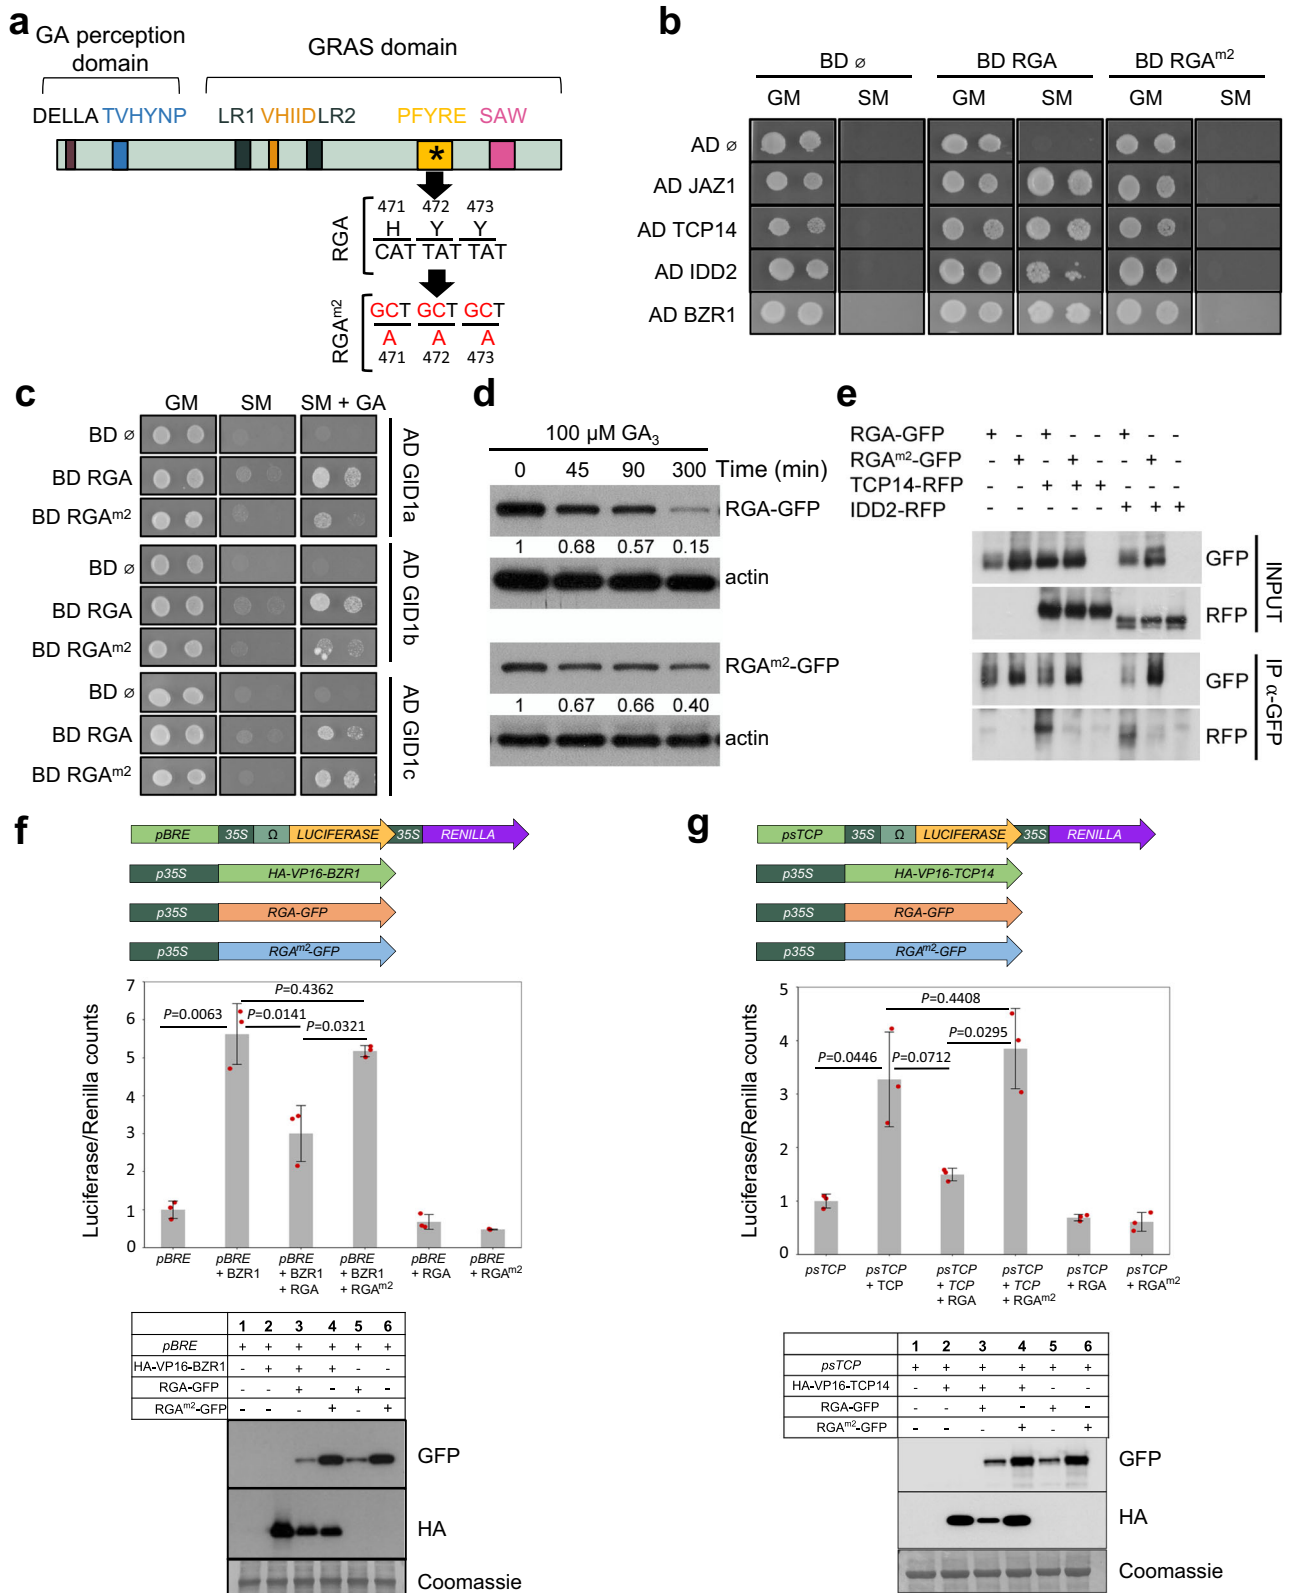 a
GA perception
domain
GRAS domain
DELLA TVHYNP LR1 VHIID LR2 PFYRE SAW
*
471 472 473
H Y Y
CAT TAT TAT
RGA
GCT GCT GCT
A A A
471 472 473
RGAm2
b
BD ø BD RGA BD RGAm2
GM SM GM SM GM SM
AD ø
AD JAZ1
AD TCP14
AD IDD2
AD BZR1
c
GM SM SM + GA
BD ø
BD RGA
BD RGAm2
AD GID1a
BD ø
BD RGA
BD RGAm2
AD GID1b
BD ø
BD RGA
BD RGAm2
AD GID1c
d
100 µM GA3
0 45 90 300 Time (min)
RGA-GFP
1 0.68 0.57 0.15
actin
RGAm2-GFP
1 0.67 0.66 0.40
actin
e
RGA-GFP + - + - - + - -
RGAm2-GFP - + - + - - + -
TCP14-RFP - - + + + - - -
IDD2-RFP - - - - - + + +
GFP
RFP
INPUT
GFP
RFP
IP α-GFP
f
pBRE 35S Ω LUCIFERASE 35S RENILLA
p35S HA-VP16-BZR1
p35S RGA-GFP
p35S RGAm2-GFP
Luciferase/Renilla counts
7
6
5
4
3
2
1
0
P=0.4362
P=0.0063 P=0.0141
P=0.0321
pBRE
pBRE + BZR1
pBRE + BZR1 + RGA
pBRE + BZR1 + RGAm2
pBRE + RGA
pBRE + RGAm2
1 2 3 4 5 6
pBRE + + + + + +
HA-VP16-BZR1 - + + + - -
RGA-GFP - - + - + -
RGAm2-GFP - - - + - +
GFP
HA
Coomassie
g
psTCP 35S Ω LUCIFERASE 35S RENILLA
p35S HA-VP16-TCP14
p35S RGA-GFP
p35S RGAm2-GFP
Luciferase/Renilla counts
5
4
3
2
1
0
P=0.4408
P=0.0295
P=0.0446 P=0.0712
psTCP
psTCP + TCP
psTCP + TCP + RGA
psTCP + TCP + RGAm2
psTCP + RGA
psTCP + RGAm2
1 2 3 4 5 6
psTCP + + + + + +
HA-VP16-TCP14 - + + + - -
RGA-GFP - - + - + -
RGAm2-GFP - - - + - +
GFP
HA
Coomassie